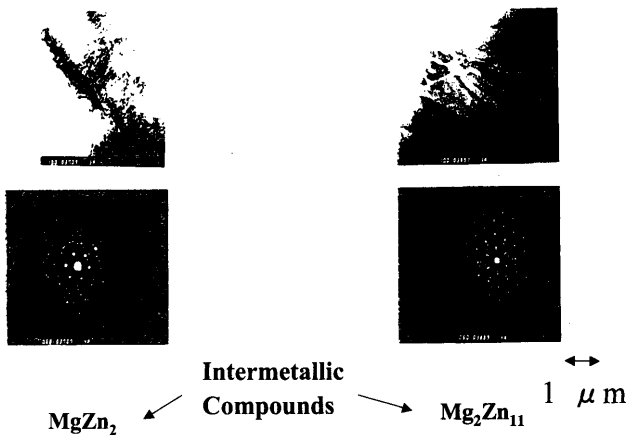 Intermetallic
Compounds
MgZn₂
Mg₂Zn₁₁
1 μm